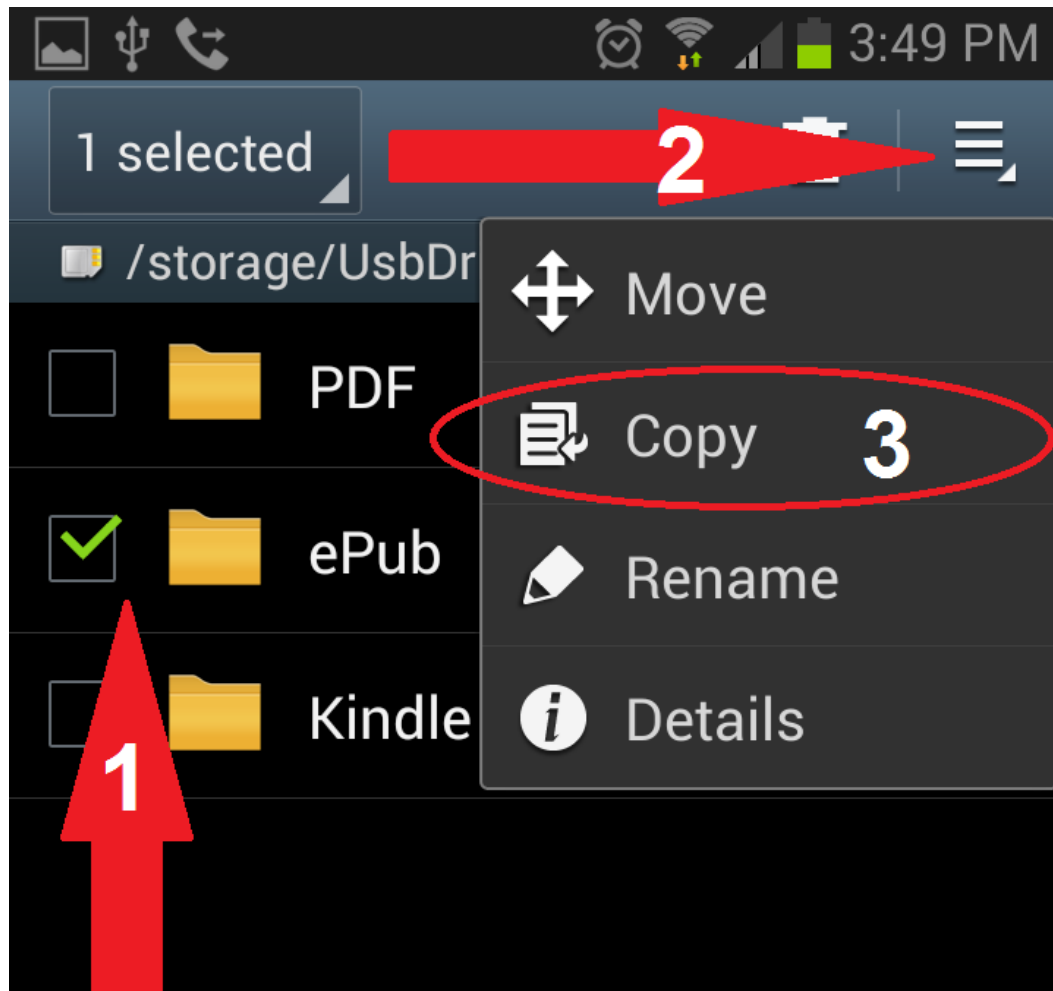 3:49 PM
1 selected
2
/storage/UsbDr
Move
PDF
Copy
3
ePub
Rename
Kindle
Details
1